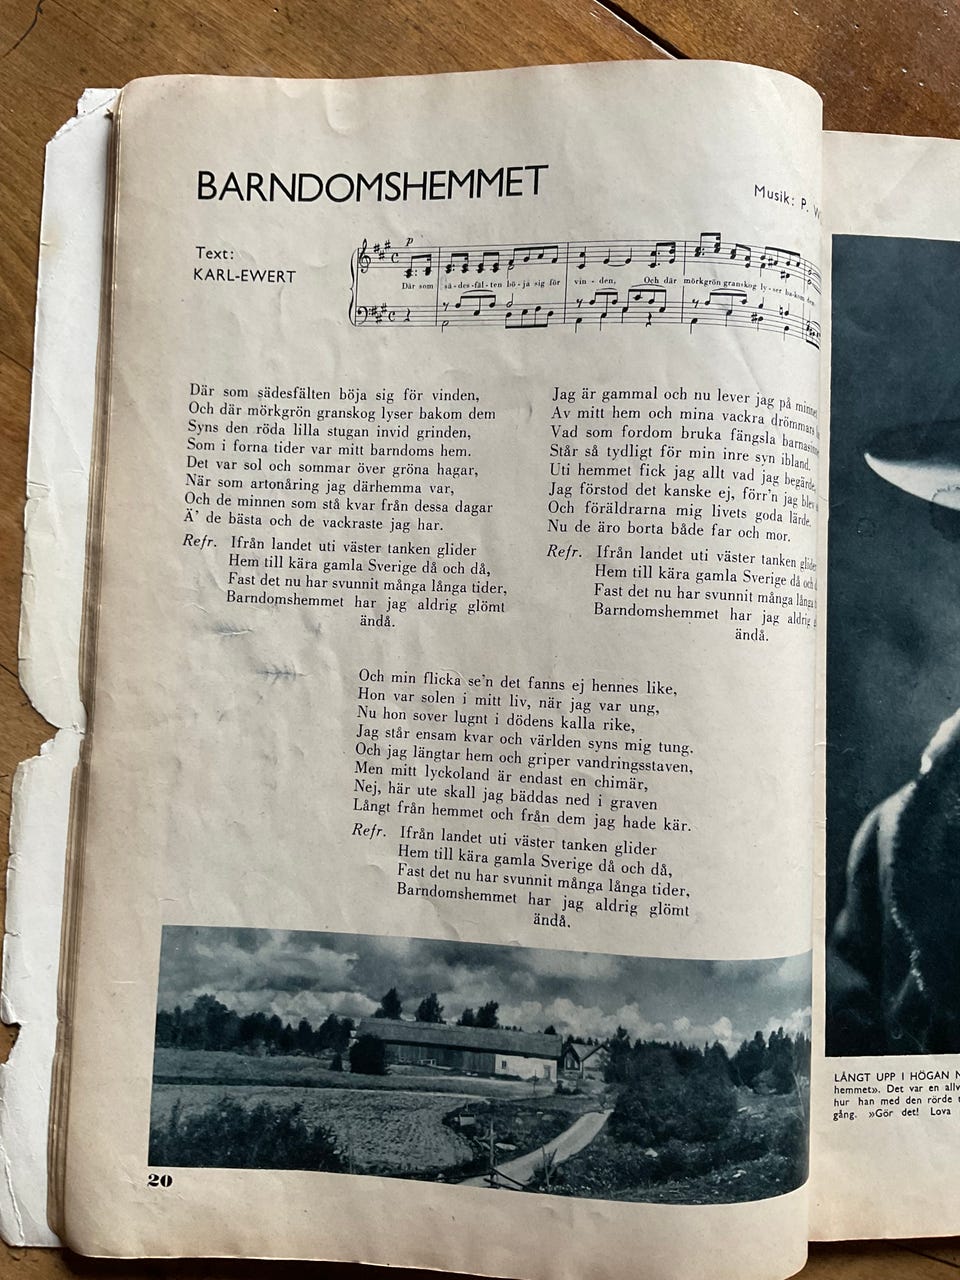 BARNDOMSHEMMET
Musik: P.
Text:
KARL-EWERT
p
Där som sä-des-fäl-ten bö-ja sig för vin-den, Och där mörkgrön granskog ly-ser ba-kom dem
Där som sädesfälten böja sig för vinden,
Och där mörkgrön granskog lyser bakom dem
Syns den röda lilla stugan invid grinden,
Som i forna tider var mitt barndoms hem.
Det var sol och sommar över gröna hagar,
När som artonåring jag därhemma var,
Och de minnen som stå kvar från dessa dagar
Ä' de bästa och de vackraste jag har.
Refr. Ifrån landet uti väster tanken glider
Hem till kära gamla Sverige då och då,
Fast det nu har svunnit många långa tider,
Barndomshemmet har jag aldrig glömt
ändå.
Jag är gammal och nu lever jag på minnet
Av mitt hem och mina vackra drömmars
Vad som fordom bruka fängsla
Står så tydligt för min inre syn ibland.
Uti hemmet fick jag allt vad jag begärde,
Jag förstod det kanske ej, förr'n jag blev
Och föräldrarna mig livets goda lärde,
Nu de äro borta både far och mor.
Refr. Ifrån landet uti väster tanken glider
Hem till kära gamla Sverige då och
Fast det nu har svunnit många långa
Barndomshemmet har jag aldrig
ändå.
Och min flicka se'n det fanns ej hennes like,
Hon var solen i mitt liv, när jag var ung,
Nu hon sover lugnt i dödens kalla rike,
Jag står ensam kvar och världen syns mig tung.
Och jag längtar hem och griper vandringsstaven,
Men mitt lyckoland är endast en chimär,
Nej, här ute skall jag bäddas ned i graven
Långt från hemmet och från dem jag hade kär.
Refr. Ifrån landet uti väster tanken glider
Hem till kära gamla Sverige då och då,
Fast det nu har svunnit många långa tider,
Barndomshemmet har jag aldrig glömt
ändå.
20
LÅNGT UPP I HÖGAN
hemmet». Det var en
hur han med den rörde
gång. »Gör det! Lova